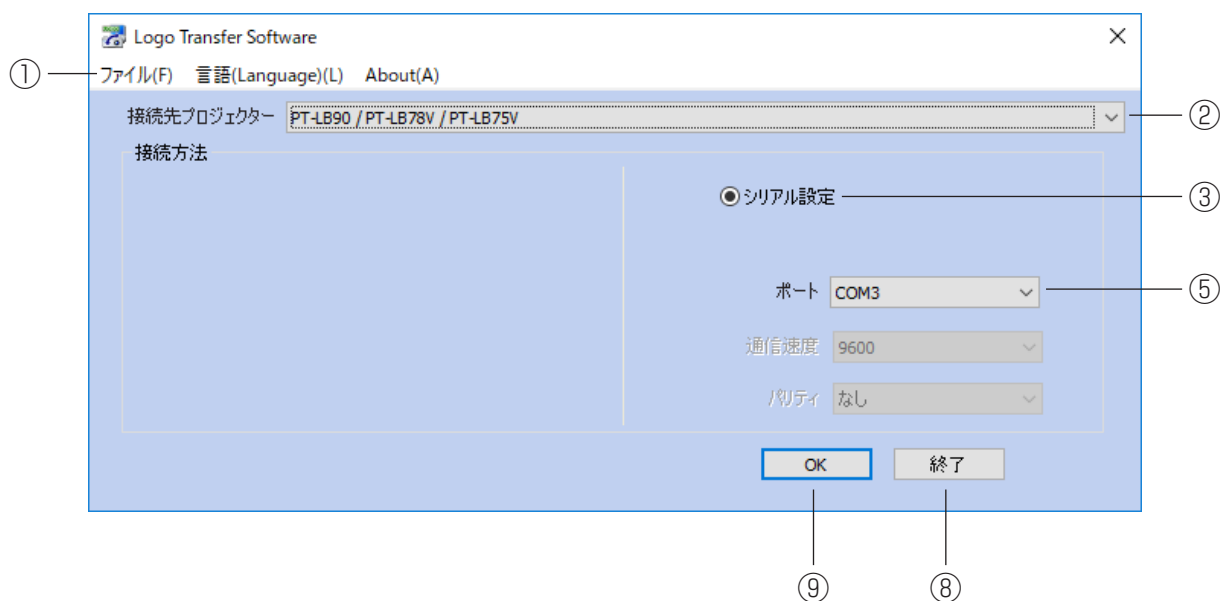 Logo Transfer Software
① ファイル(F) 言語(Language)(L) About(A)
接続先プロジェクター PT-LB90 / PT-LB78V / PT-LB75V ②
接続方法
シリアル設定 ③
ポート COM3 ⑤
通信速度 9600
パリティ なし
OK 終了
⑨ ⑧